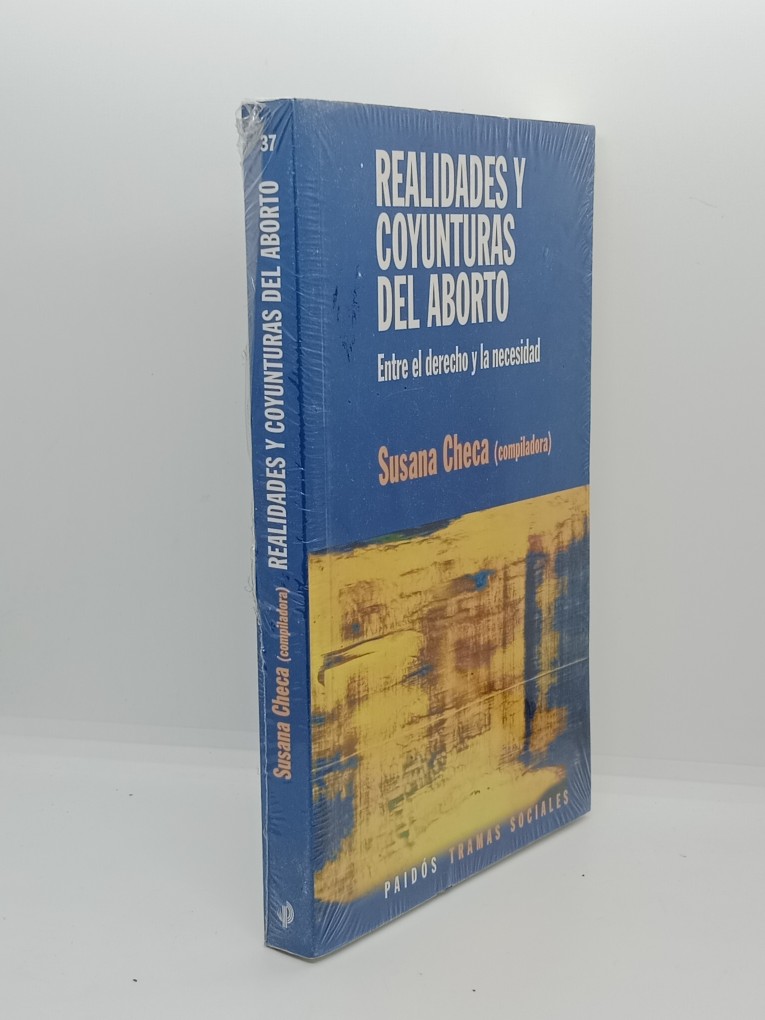 37
REALIDADES Y COYUNTURAS DEL ABORTO
Susana Checa (compiladora)
REALIDADES Y
COYUNTURAS
DEL ABORTO
Entre el derecho y la necesidad
Susana Checa (compiladora)
PAIDÓS TRAMAS SOCIALES